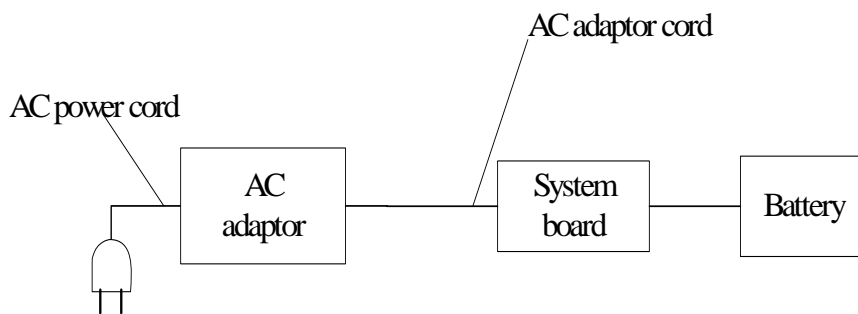 AC adaptor cord
AC power cord
AC
adaptor
System
board
Battery